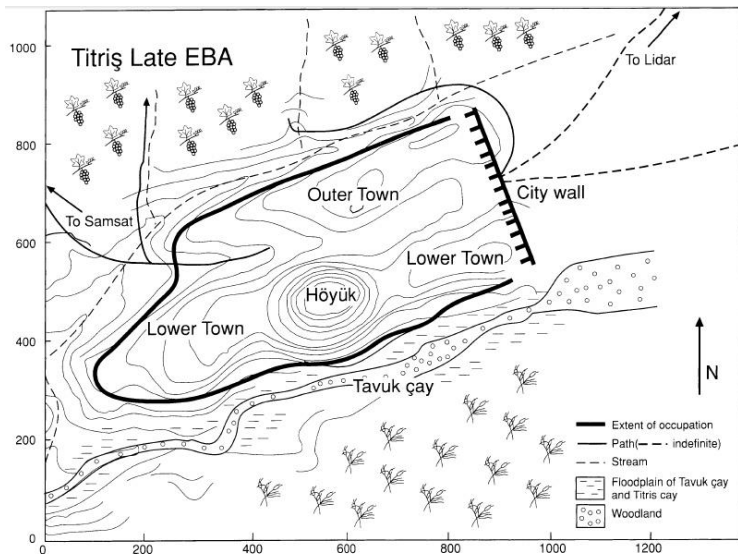 1000
Titriş Late EBA
To Lidar
800
Outer Town
City wall
To Samsat
600
Lower Town
Höyük
Lower Town
400
Tavuk çay
N
Extent of occupation
Path( indefinite)
200
Stream
Floodplain of Tavuk çay
and Titris cay
Woodland
0
0 200 400 600 800 1000 1200